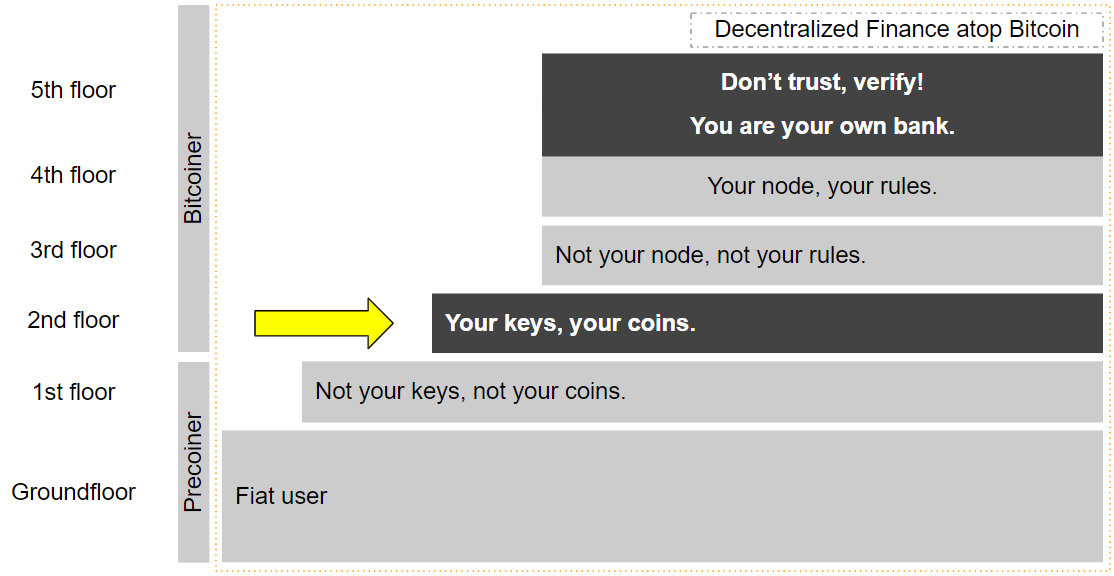 Decentralized Finance atop Bitcoin
5th floor
Don’t trust, verify!
You are your own bank.
4th floor
Your node, your rules.
Bitcoiner
3rd floor
Not your node, not your rules.
2nd floor
Your keys, your coins.
1st floor
Not your keys, not your coins.
Precoiner
Groundfloor
Fiat user